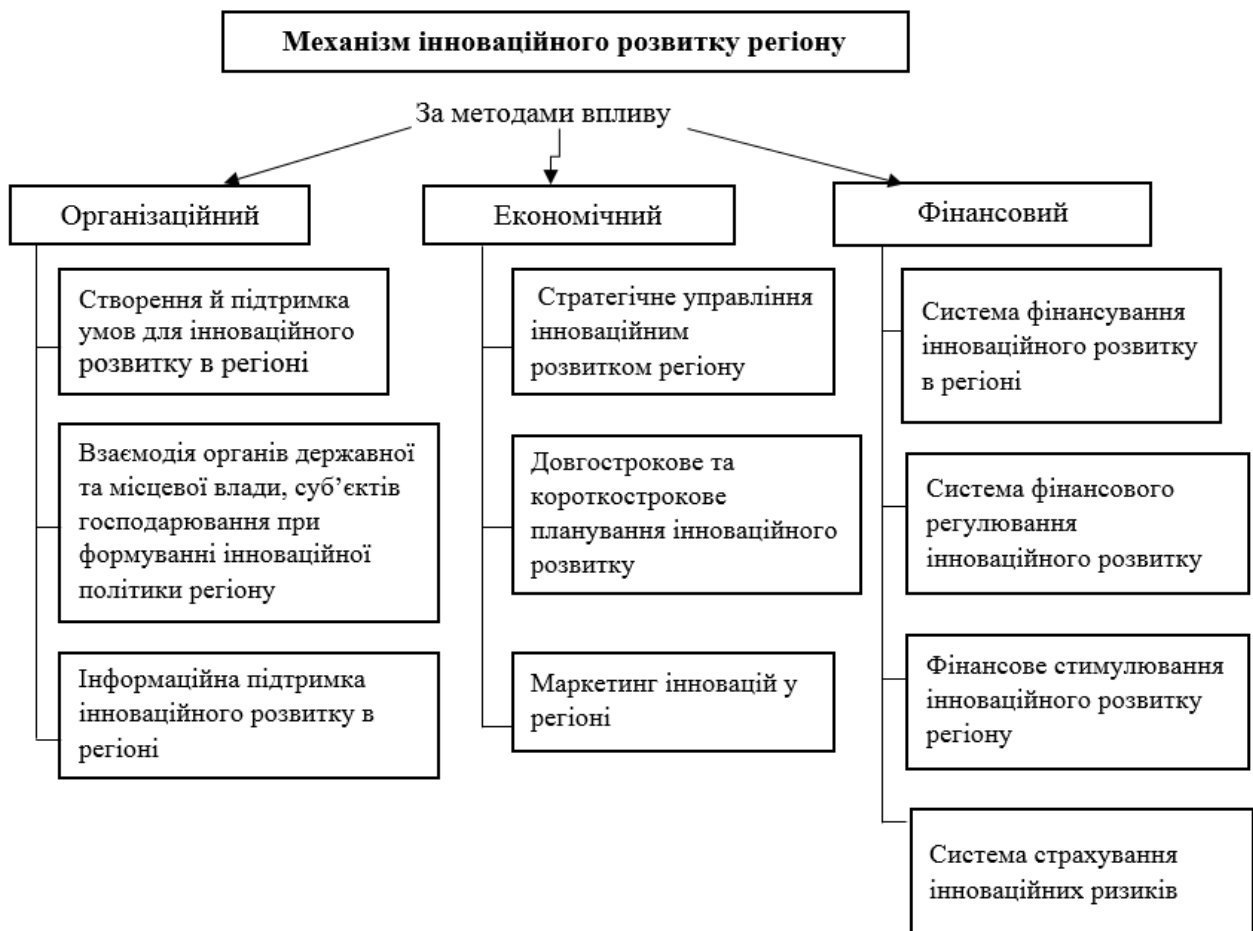 Механізм інноваційного розвитку регіону
За методами впливу
Організаційний
Створення й підтримка
умов для інноваційного
розвитку в регіоні
Взаємодія органів державної
та місцевої влади, суб’єктів
господарювання при
формуванні інноваційної
політики регіону
Інформаційна підтримка
інноваційного розвитку в
регіоні
Економічний
Стратегічне управління
інноваційним
розвитком регіону
Довгострокове та
короткострокове
планування інноваційного
розвитку
Маркетинг інновацій у
регіоні
Фінансовий
Система фінансування
інноваційного розвитку
в регіоні
Система фінансового
регулювання
інноваційного розвитку
Фінансове стимулювання
інноваційного розвитку
регіону
Система страхування
інноваційних ризиків